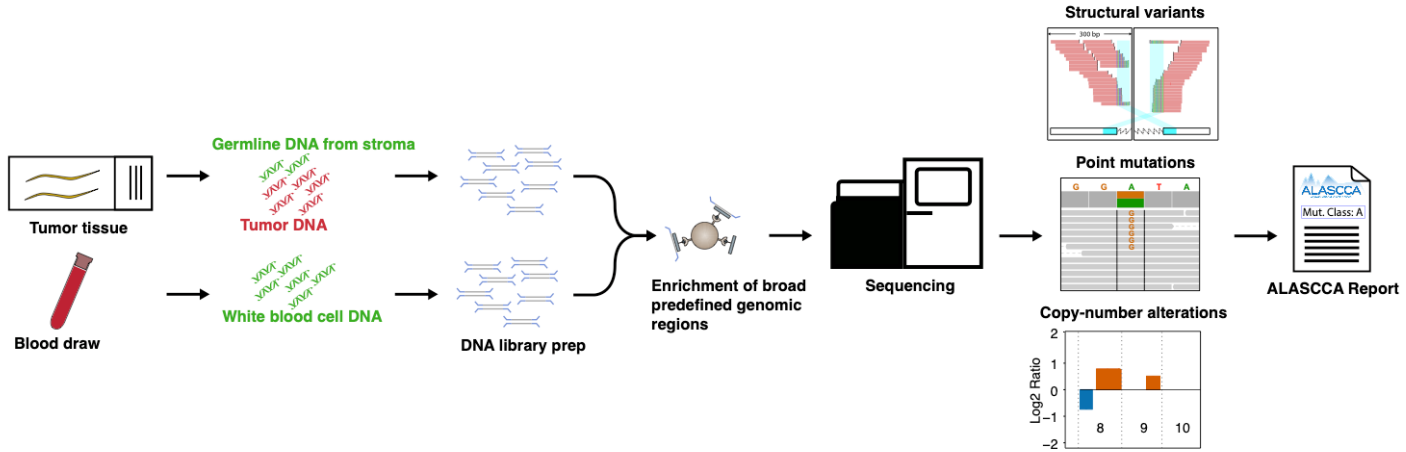 Structural variants
300 bp
Germline DNA from stroma
Tumor DNA
Tumor tissue
White blood cell DNA
Blood draw
DNA library prep
Enrichment of broad
predefined genomic
regions
Sequencing
Point mutations
G G A T A
G
G
G
G
G
Copy-number alterations
Log2 Ratio
2
1
0
−1
−2
8 9 10
ALASCCA
Mut. Class: A
ALASCCA Report